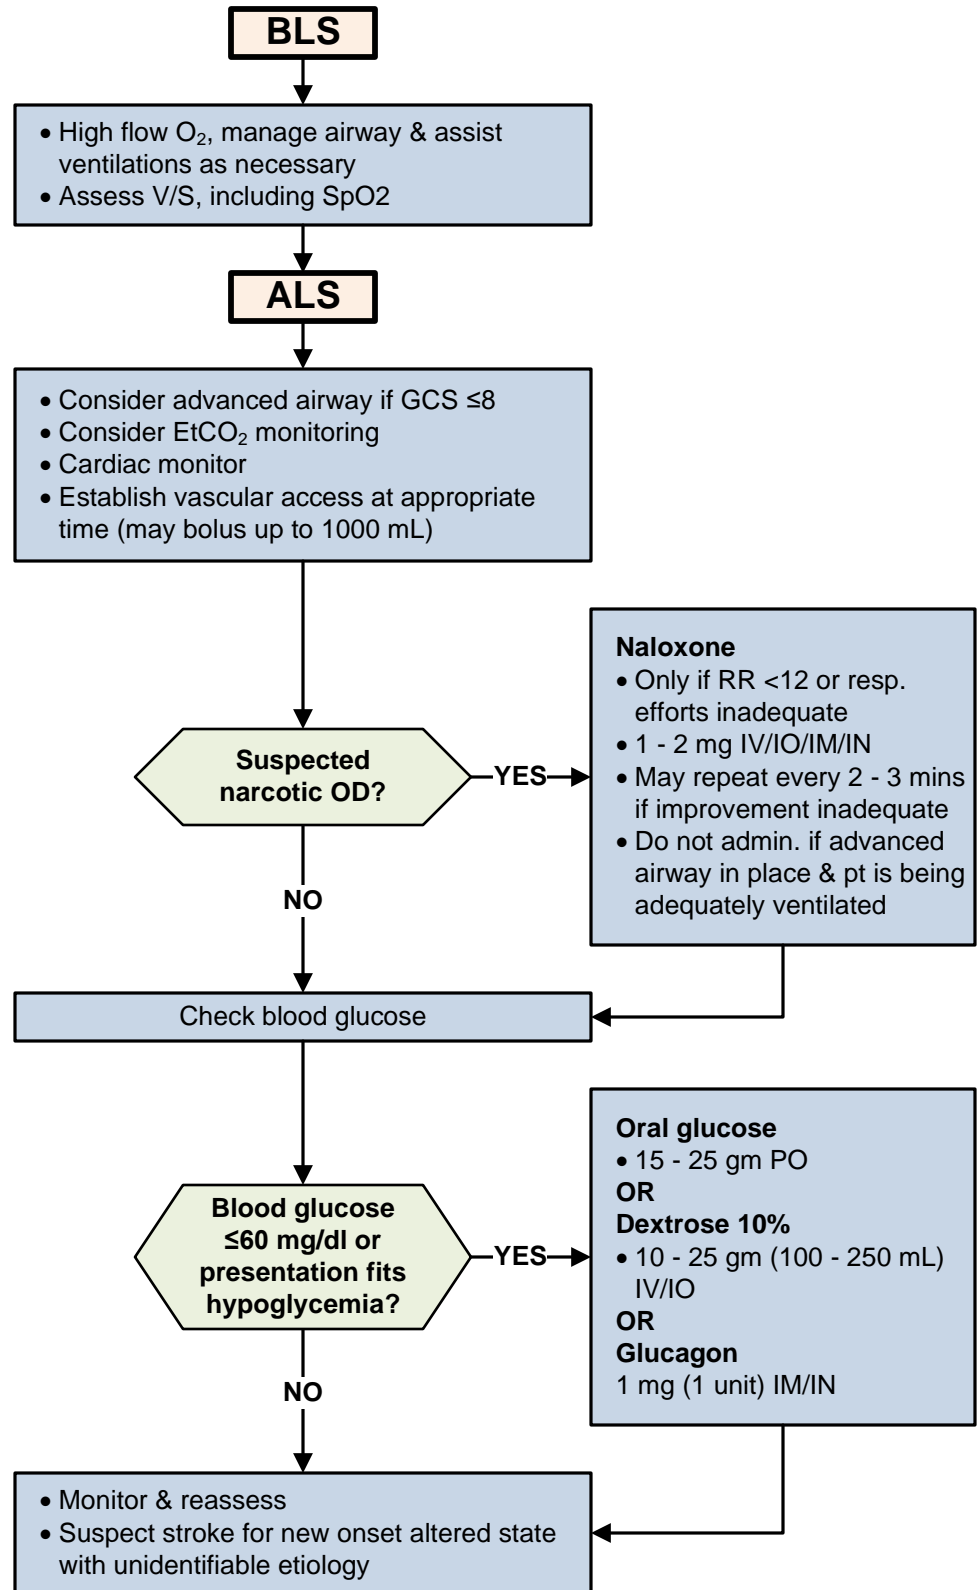 BLS
• High flow O₂, manage airway & assist
ventilations as necessary
• Assess V/S, including SpO2
ALS
• Consider advanced airway if GCS ≤8
• Consider EtCO₂ monitoring
• Cardiac monitor
• Establish vascular access at appropriate
time (may bolus up to 1000 mL)
Suspected
narcotic OD?
YES
Naloxone
• Only if RR <12 or resp.
efforts inadequate
• 1 - 2 mg IV/IO/IM/IN
• May repeat every 2 - 3 mins
if improvement inadequate
• Do not admin. if advanced
airway in place & pt is being
adequately ventilated
NO
Check blood glucose
Blood glucose
≤60 mg/dl or
presentation fits
hypoglycemia?
YES
Oral glucose
• 15 - 25 gm PO
OR
Dextrose 10%
• 10 - 25 gm (100 - 250 mL)
IV/IO
OR
Glucagon
1 mg (1 unit) IM/IN
NO
• Monitor & reassess
• Suspect stroke for new onset altered state
with unidentifiable etiology